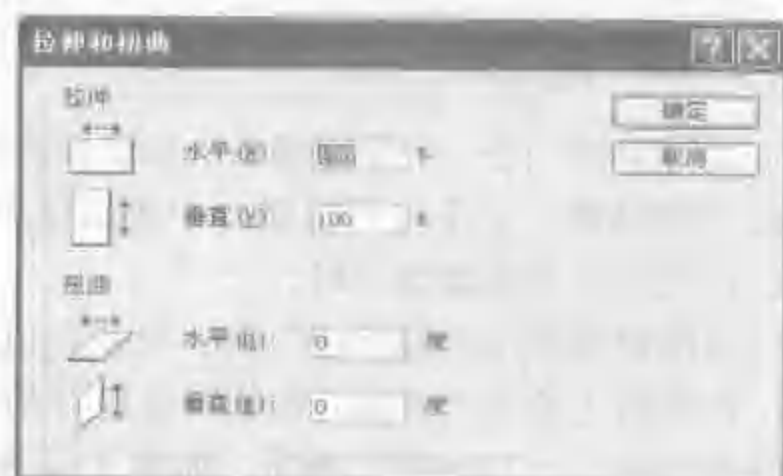 拉伸和扭曲
拉伸
水平(H): %
确定
垂直(V): 100 %
取消
扭曲
水平 : 0 度
垂直 : 0 度